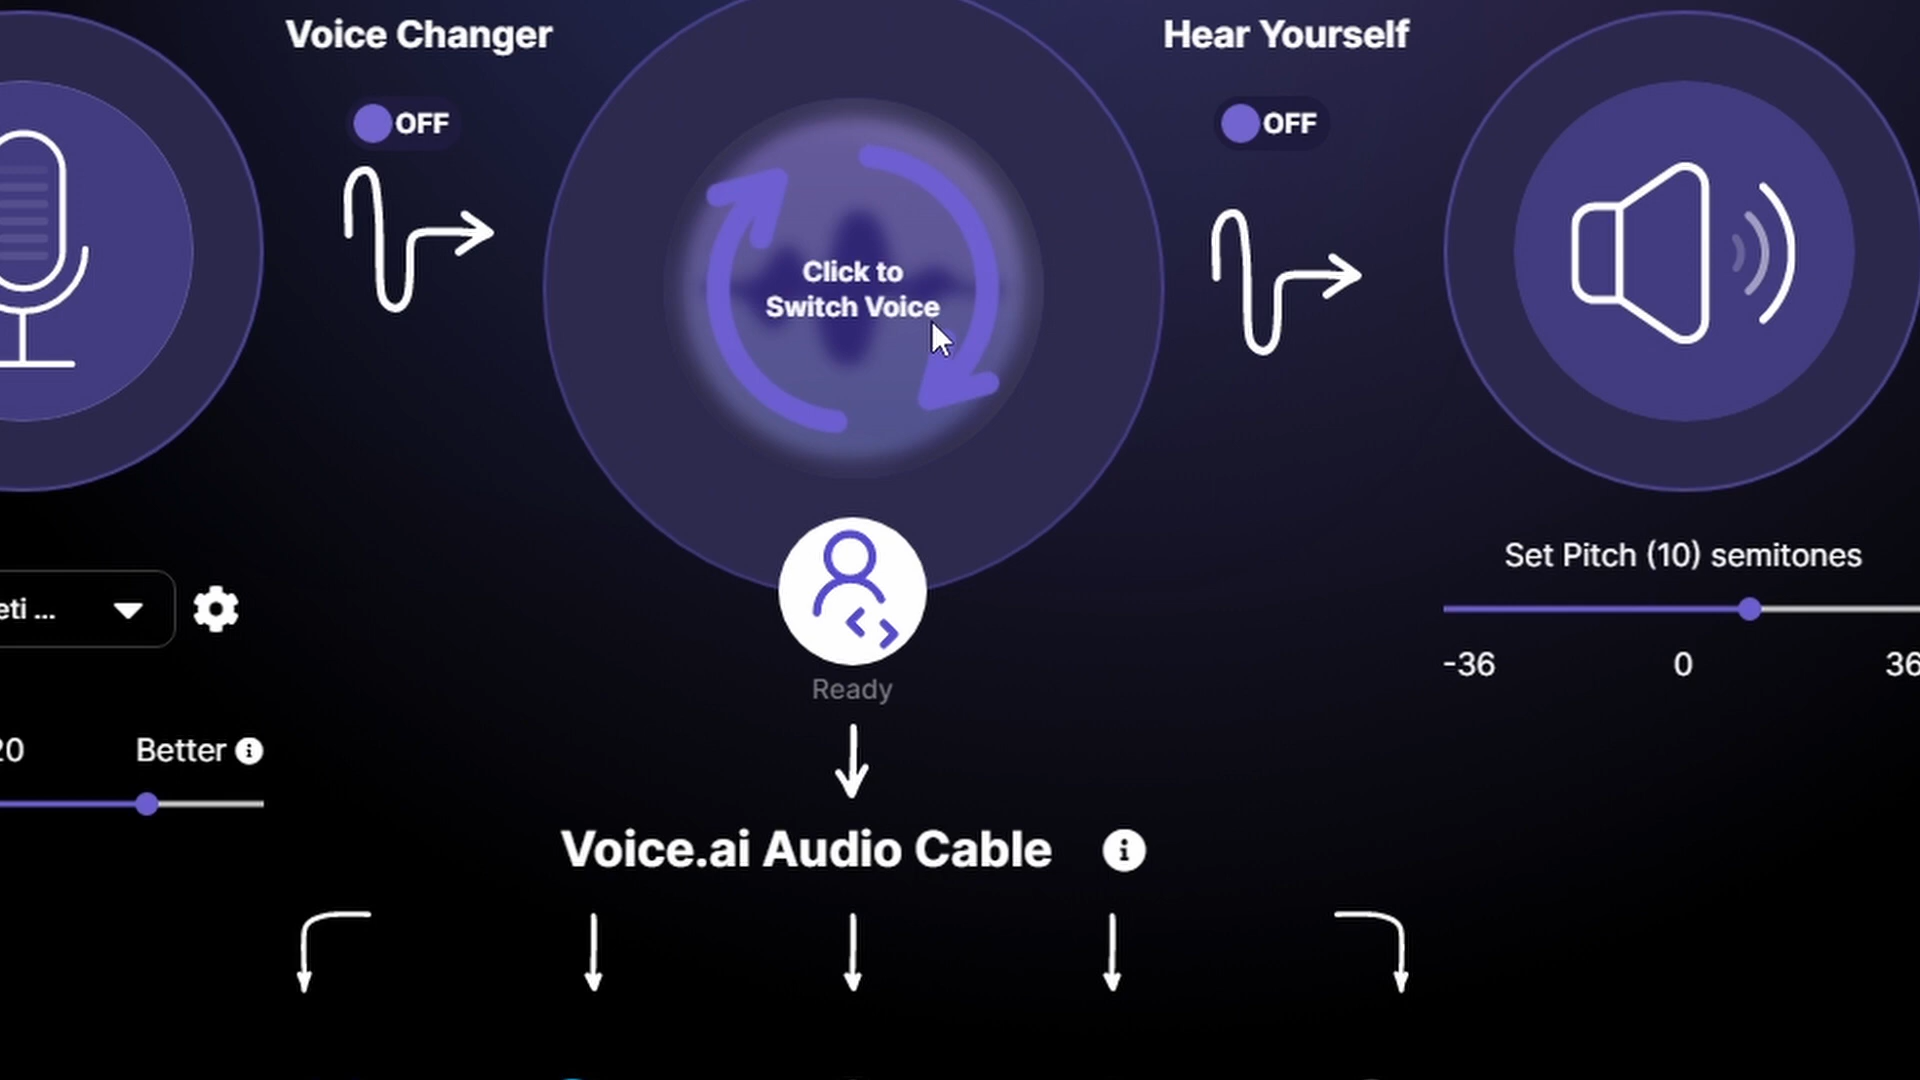 Voice Changer
Hear Yourself
OFF
OFF
Click to
Switch Voice
Set Pitch (10) semitones
-36
0
36
Ready
Better
Voice.ai Audio Cable